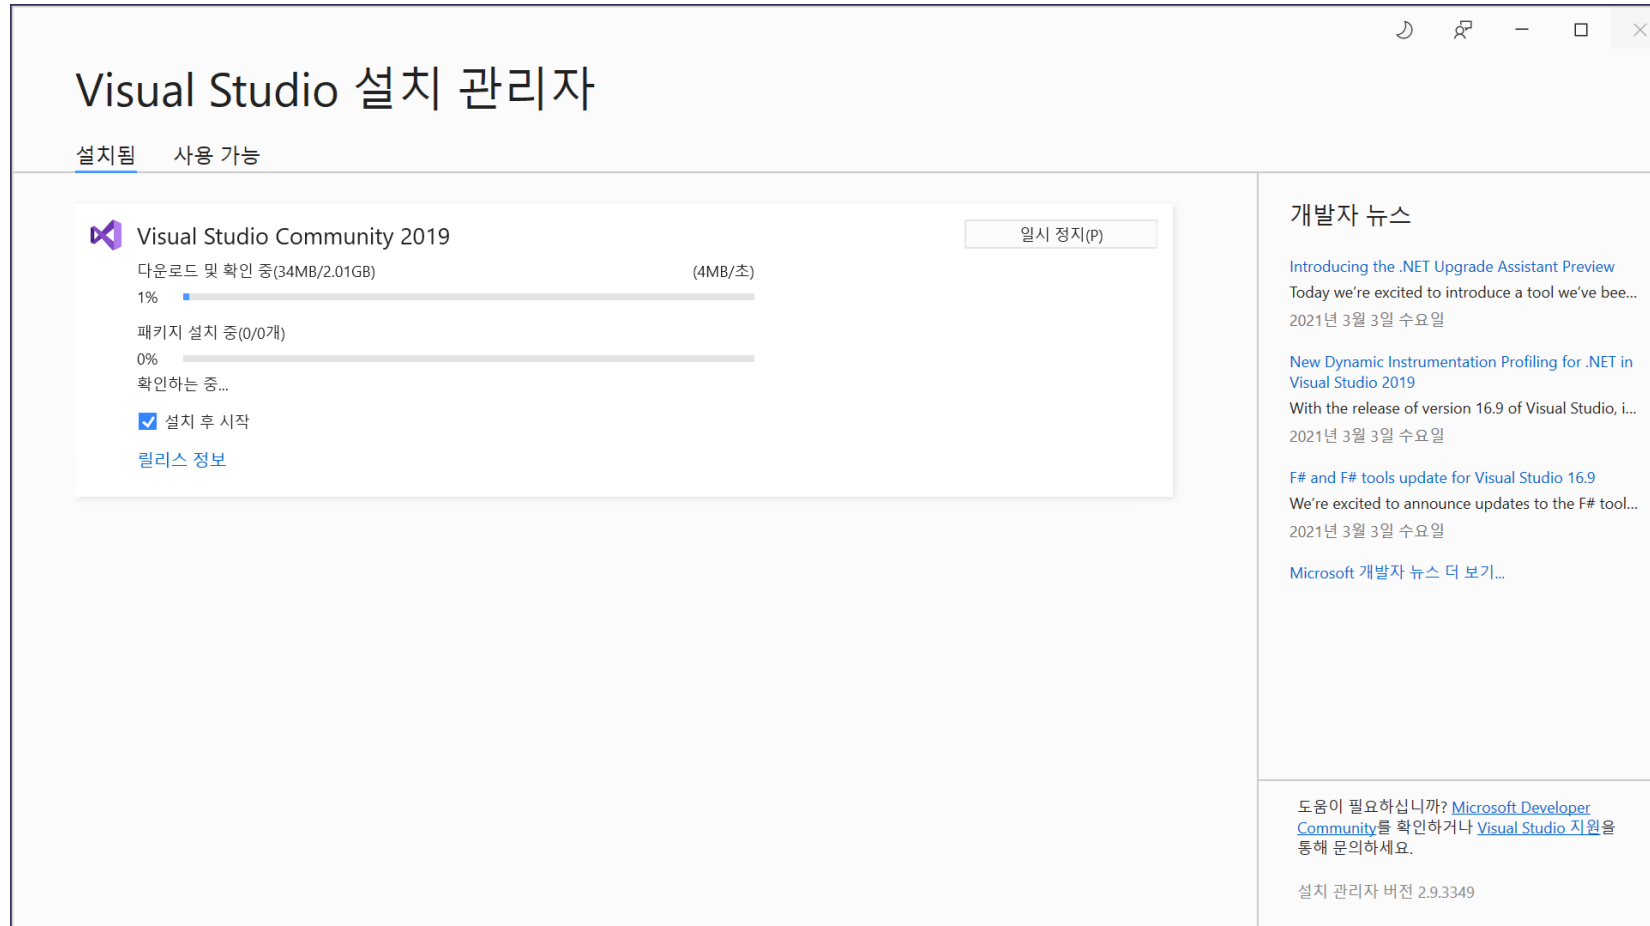 Visual Studio 설치 관리자
설치됨 사용 가능
Visual Studio Community 2019
일시 정지(P)
다운로드 및 확인 중(34MB/2.01GB) (4MB/초)
1%
패키지 설치 중(0/0개)
0%
확인하는 중...
설치 후 시작
릴리스 정보
개발자 뉴스
Introducing the .NET Upgrade Assistant Preview
Today we're excited to introduce a tool we've bee...
2021년 3월 3일 수요일
New Dynamic Instrumentation Profiling for .NET in
Visual Studio 2019
With the release of version 16.9 of Visual Studio, i...
2021년 3월 3일 수요일
F# and F# tools update for Visual Studio 16.9
We're excited to announce updates to the F# tool...
2021년 3월 3일 수요일
Microsoft 개발자 뉴스 더 보기...
도움이 필요하십니까? Microsoft Developer
Community를 확인하거나 Visual Studio 지원을
통해 문의하세요.
설치 관리자 버전 2.9.3349